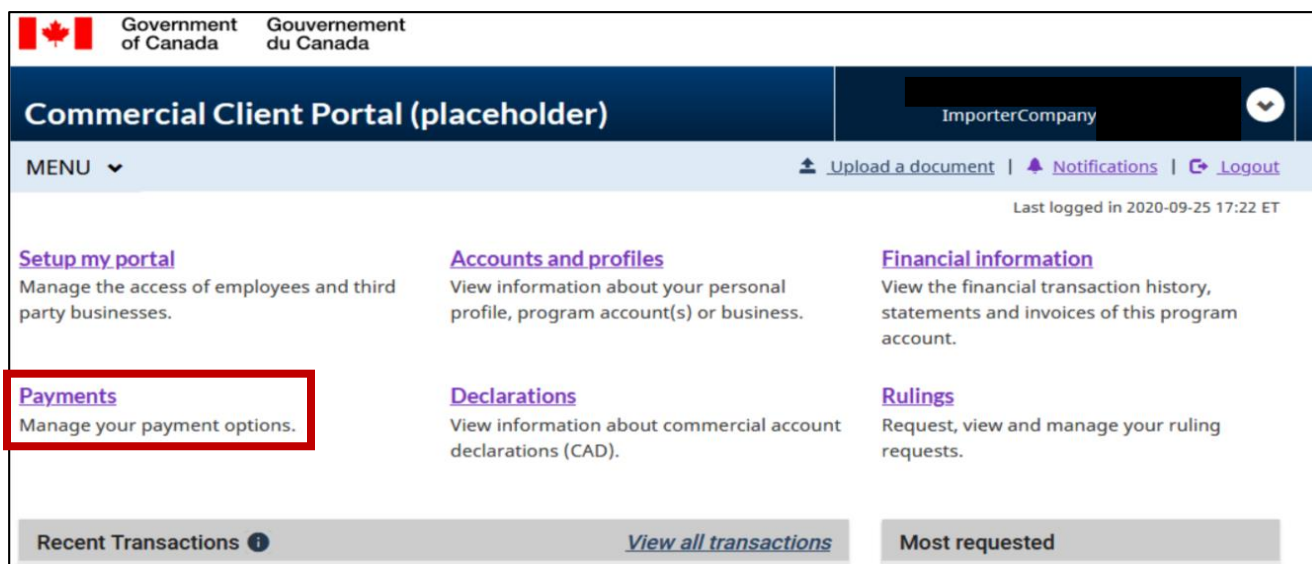 Government Gouvernement
of Canada du Canada
Commercial Client Portal (placeholder)
ImporterCompany
MENU
Upload a document | Notifications | Logout
Last logged in 2020-09-25 17:22 ET
Setup my portal
Manage the access of employees and third
party businesses.
Accounts and profiles
View information about your personal
profile, program account(s) or business.
Financial information
View the financial transaction history,
statements and invoices of this program
account.
Payments
Manage your payment options.
Declarations
View information about commercial account
declarations (CAD).
Rulings
Request, view and manage your ruling
requests.
Recent Transactions
View all transactions
Most requested